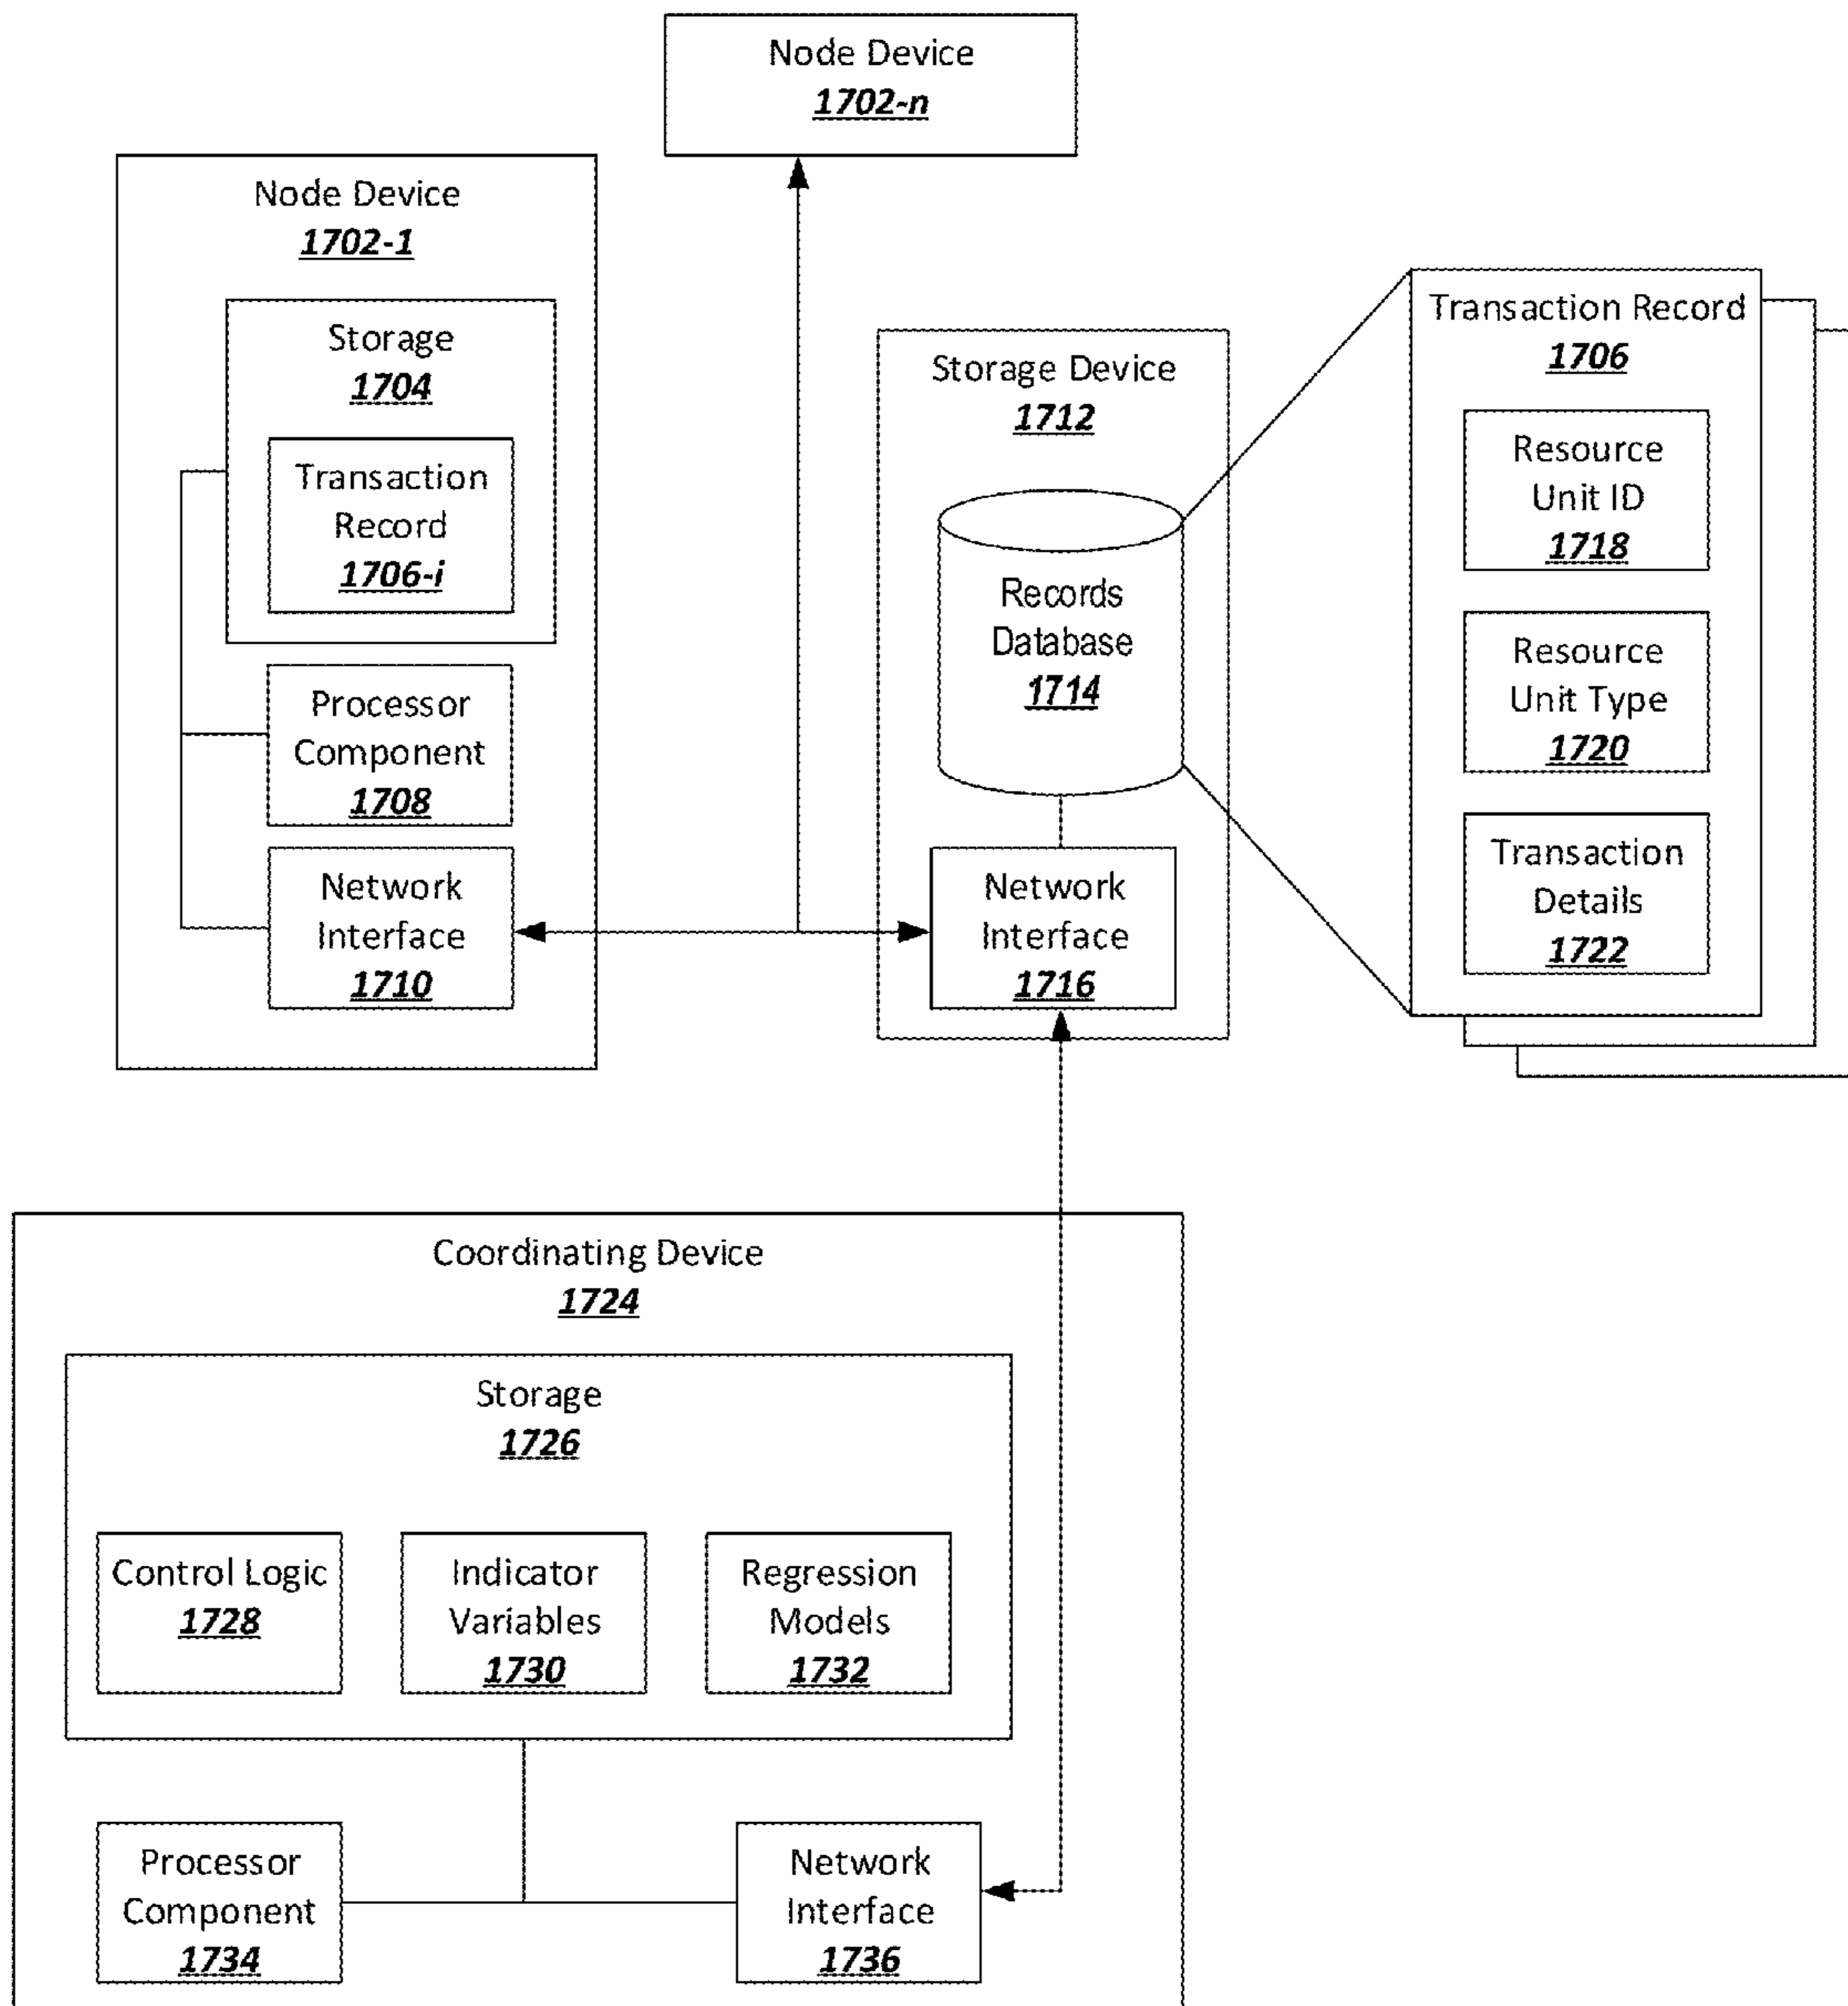 Node Device
1702-n
Node Device
1702-1
Storage
1704
Transaction
Record
1706-i
Processor
Component
1708
Network
Interface
1710
Storage Device
1712
Records
Database
1714
Network
Interface
1716
Transaction Record
1706
Resource
Unit ID
1718
Resource
Unit Type
1720
Transaction
Details
1722
Coordinating Device
1724
Storage
1726
Control Logic
1728
Indicator
Variables
1730
Regression
Models
1732
Processor
Component
1734
Network
Interface
1736